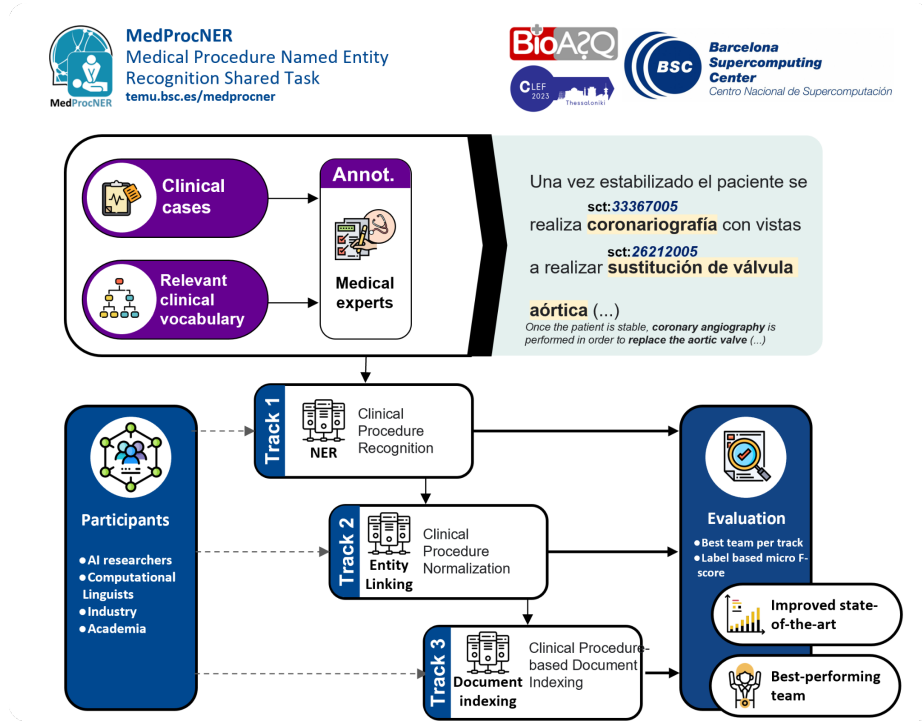 MedProcNER
Medical Procedure Named Entity
Recognition Shared Task
temu.bsc.es/medprocner
MedProcNER
BioASQ
CLEF
2023
Thessaloniki
BSC
Barcelona
Supercomputing
Center
Centro Nacional de Supercomputación
Clinical
cases
Relevant
clinical
vocabulary
Annot.
Medical
experts
Una vez estabilizado el paciente se
sct:33367005
realiza coronariografía con vistas
sct:26212005
a realizar sustitución de válvula
aórtica (...)
Once the patient is stable, coronary angiography is
performed in order to replace the aortic valve (...)
Track 1
NER
Clinical
Procedure
Recognition
Track 2
Entity
Linking
Clinical
Procedure
Normalization
Track 3
Document
indexing
Clinical Procedure-
based Document
Indexing
Participants
●AI researchers
●Computational
Linguists
●Industry
●Academia
Evaluation
●Best team per track
●Label based micro F-
score
Improved state-
of-the-art
Best-performing
team